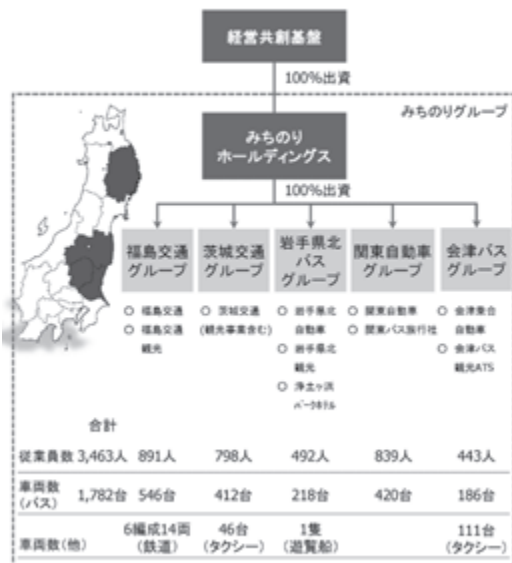 経営共創基盤
100%出資
みちのりグループ
みちのり
ホールディングス
100%出資
福島交通
グループ
茨城交通
グループ
岩手県北
バス
グループ
関東自動車
グループ
会津バス
グループ
○ 福島交通
○ 福島交通
観光
○ 茨城交通
(観光事業含む)
○ 岩手県北
自動車
○ 岩手県北
観光
○ 浄土ヶ浜
パークホテル
○ 関東自動車
○ 関東バス旅行社
○ 会津乗合
自動車
○ 会津バス
観光ATS
合計
従業員数 3,463人 891人 798人 492人 839人 443人
車両数
(バス) 1,782台 546台 412台 218台 420台 186台
車両数(他) 6編成14両 46台 1隻 111台
(鉄道) (タクシー) (遊覧船) (タクシー)